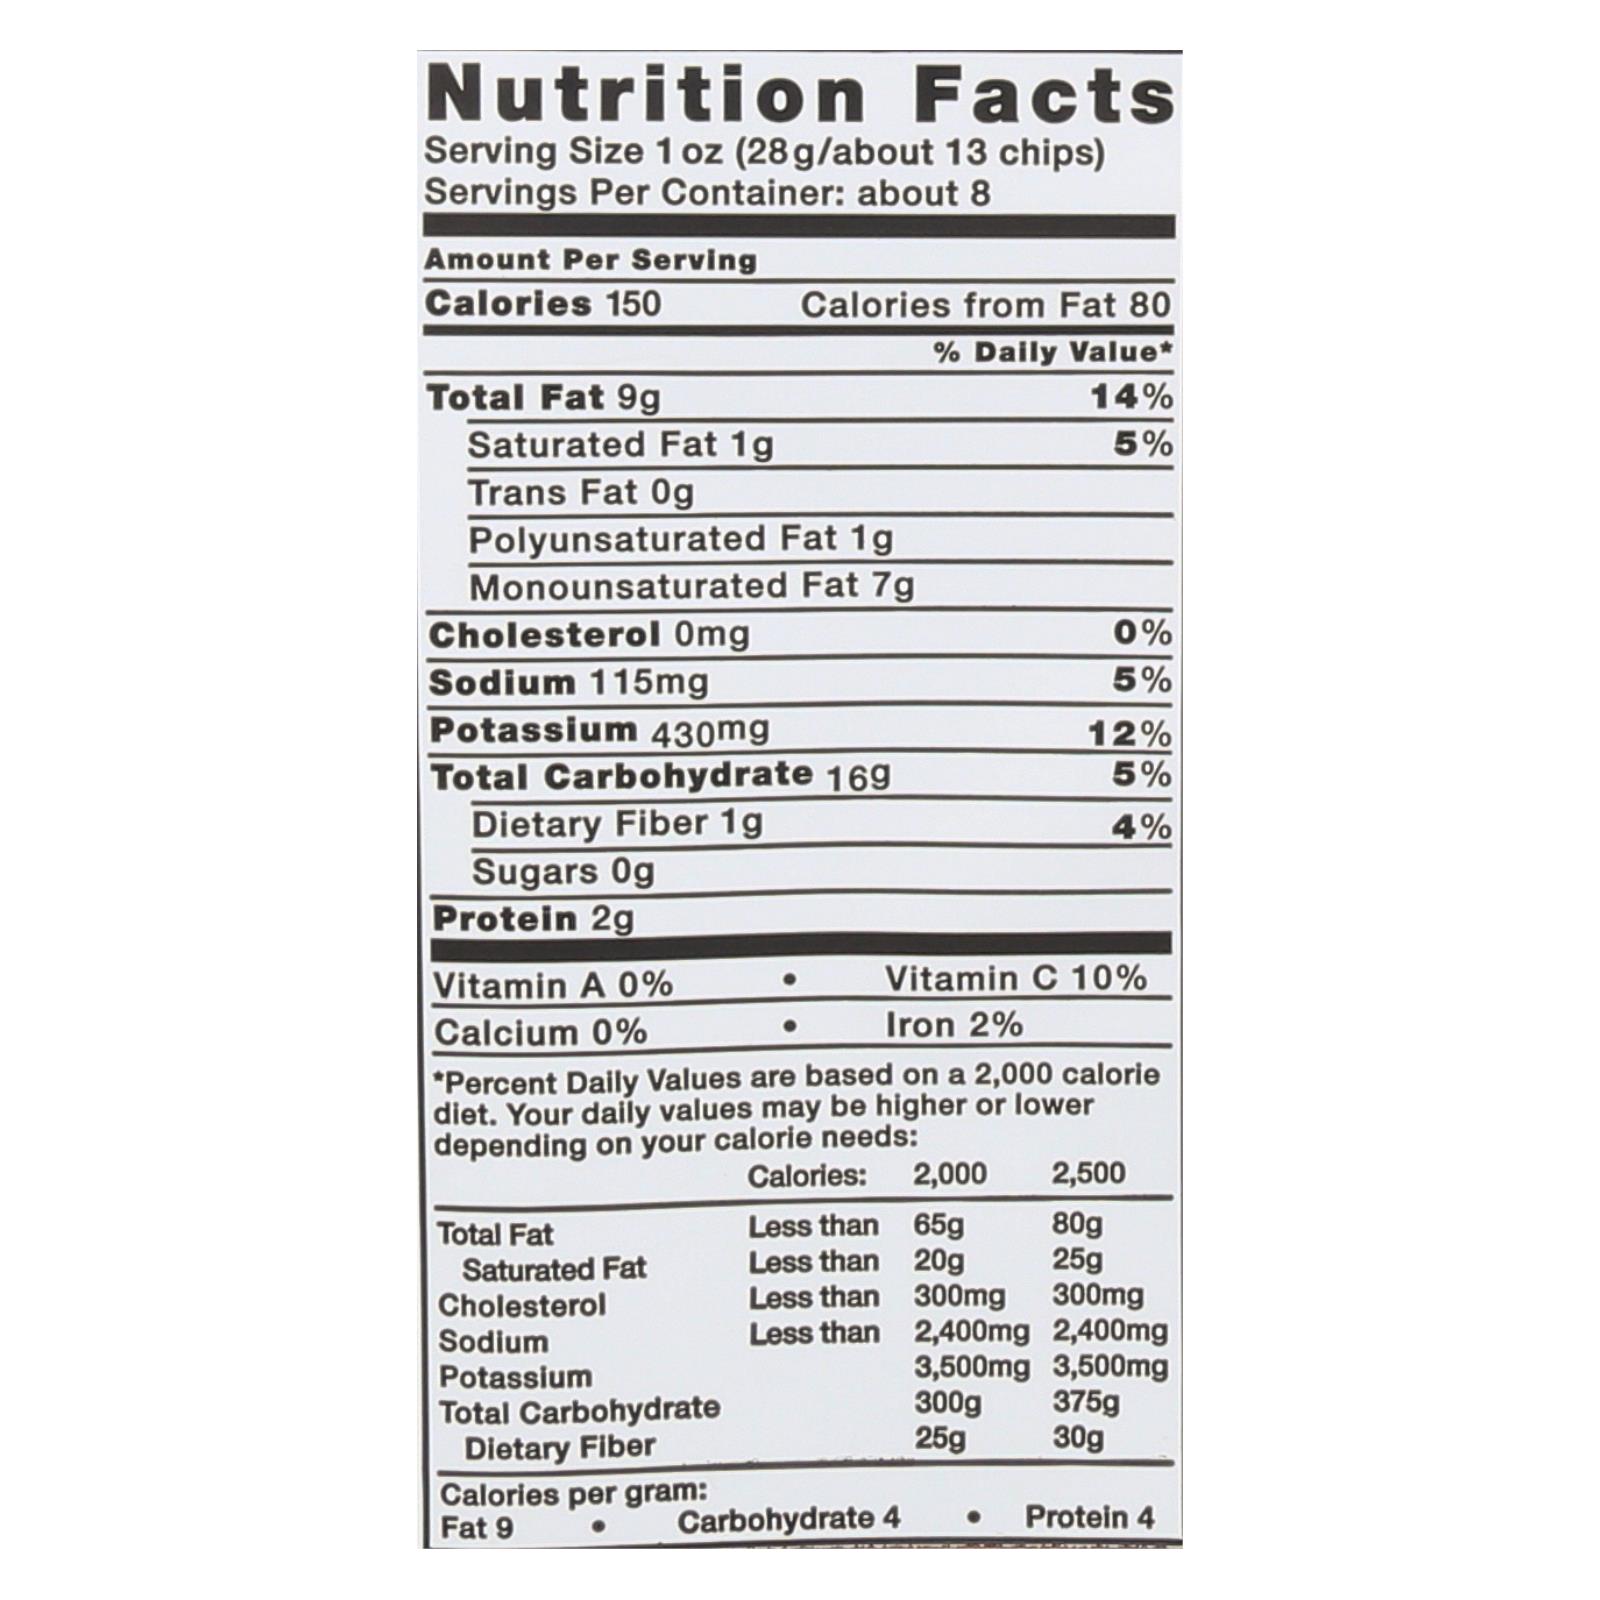 Nutrition Facts
Serving Size 1 oz (28g/about 13 chips)
Servings Per Container: about 8
Amount Per Serving
Calories 150 Calories from Fat 80
% Daily Value*
Total Fat 9g 14%
Saturated Fat 1g 5%
Trans Fat 0g
Polyunsaturated Fat 1g
Monounsaturated Fat 7g
Cholesterol 0mg 0%
Sodium 115mg 5%
Potassium 430mg 12%
Total Carbohydrate 16g 5%
Dietary Fiber 1g 4%
Sugars 0g
Protein 2g
Vitamin A 0% • Vitamin C 10%
Calcium 0% • Iron 2%
*Percent Daily Values are based on a 2,000 calorie
diet. Your daily values may be higher or lower
depending on your calorie needs:
Calories: 2,000 2,500
Total Fat Less than 65g 80g
Saturated Fat Less than 20g 25g
Cholesterol Less than 300mg 300mg
Sodium Less than 2,400mg 2,400mg
Potassium 3,500mg 3,500mg
Total Carbohydrate 300g 375g
Dietary Fiber 25g 30g
Calories per gram:
Fat 9 • Carbohydrate 4 • Protein 4